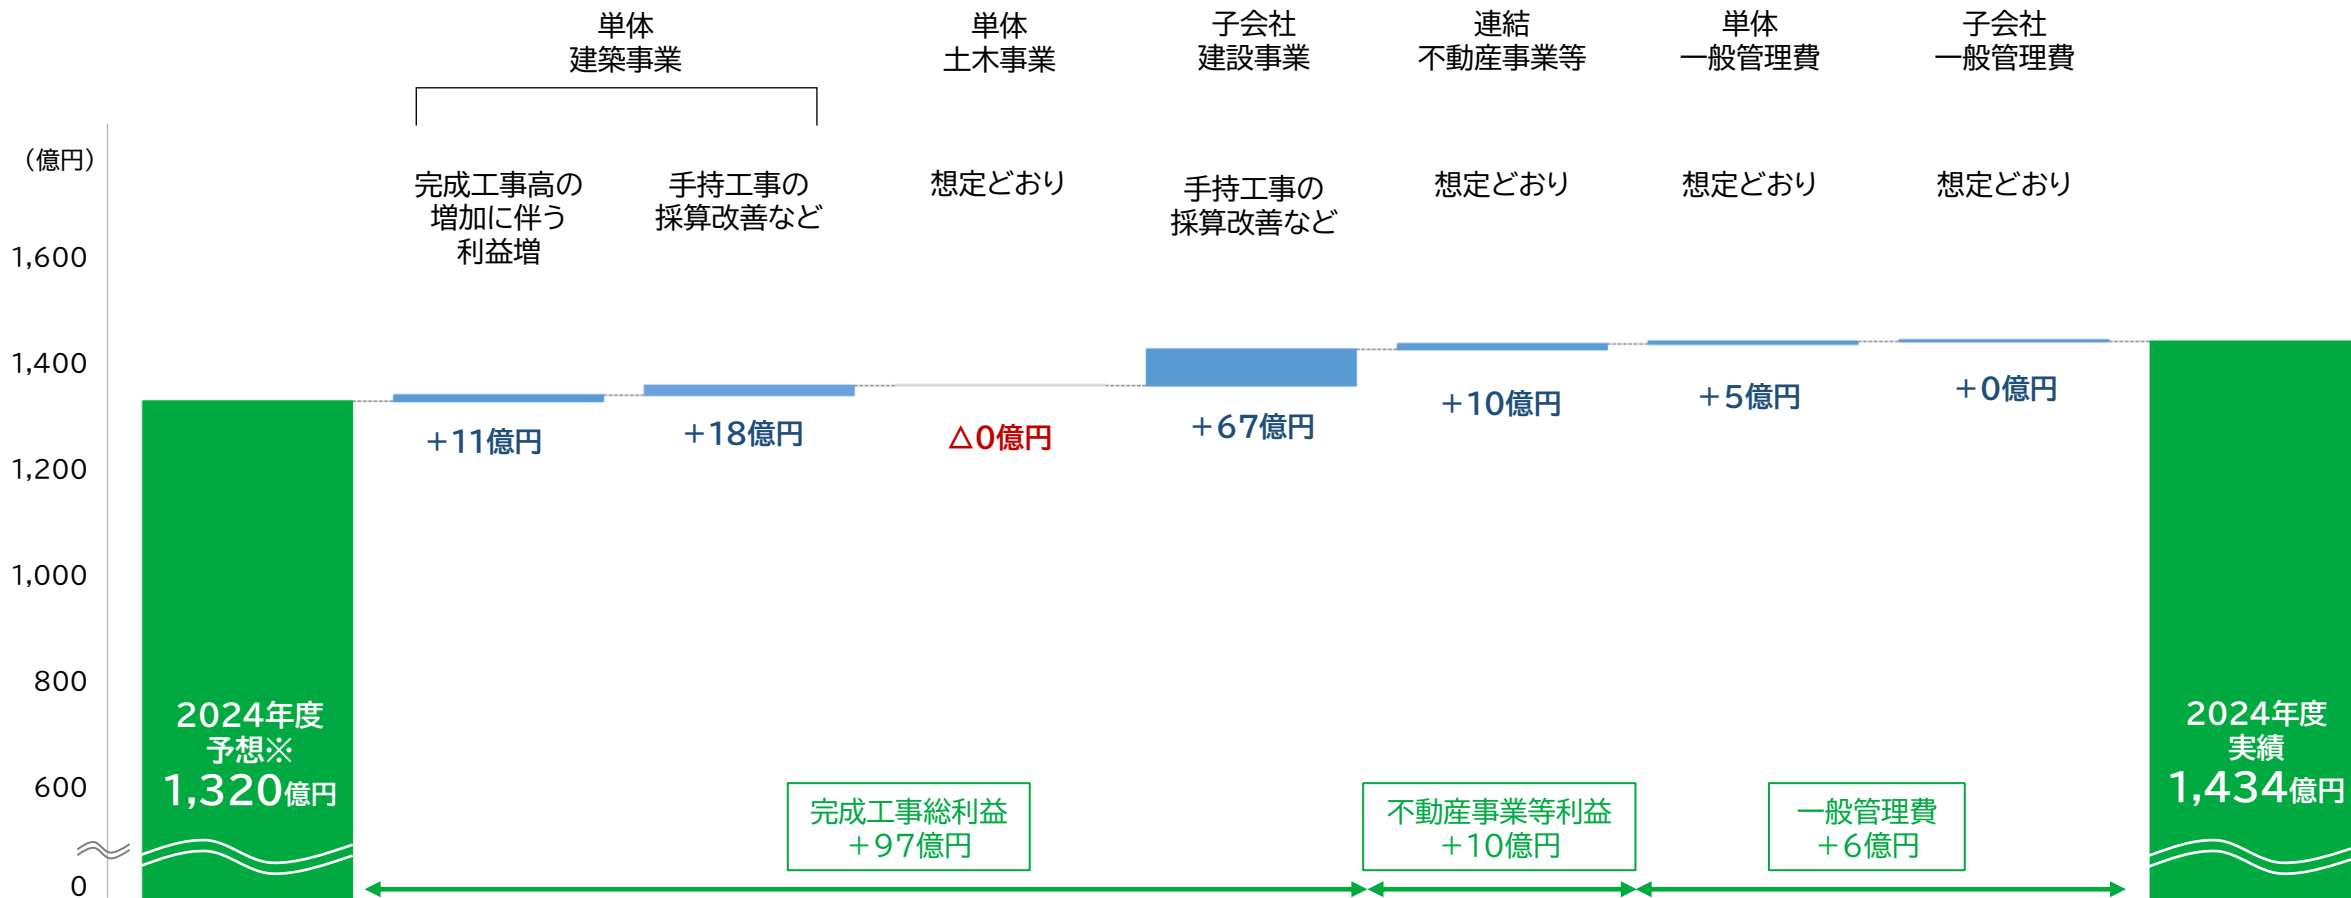 単体
建築事業
単体
土木事業
子会社
建設事業
連結
不動産事業等
単体
一般管理費
子会社
一般管理費
（億円）
完成工事高の
増加に伴う
利益増
手持工事の
採算改善など
想定どおり
手持工事の
採算改善など
想定どおり
想定どおり
想定どおり
1,600
1,400
1,200
1,000
800
600
0
+11億円
+18億円
△0億円
+67億円
+10億円
+5億円
+0億円
2024年度
予想※
1,320億円
完成工事総利益
+97億円
不動産事業等利益
+10億円
一般管理費
+6億円
2024年度
実績
1,434億円